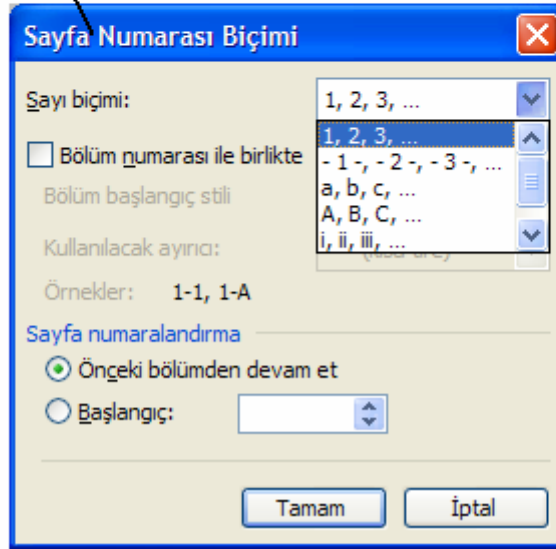 Sayfa Numarası Biçimi
Sayı biçimi: 1, 2, 3, ...
1, 2, 3, ...
- 1 -, - 2 -, - 3 -, ...
a, b, c, ...
A, B, C, ...
i, ii, iii, ...
Bölüm numarası ile birlikte
Bölüm başlangıç stili
Kullanılacak ayırıcı:
Örnekler: 1-1, 1-A
Sayfa numaralandırma
Önceki bölümden devam et
Başlangıç:
Tamam İptal